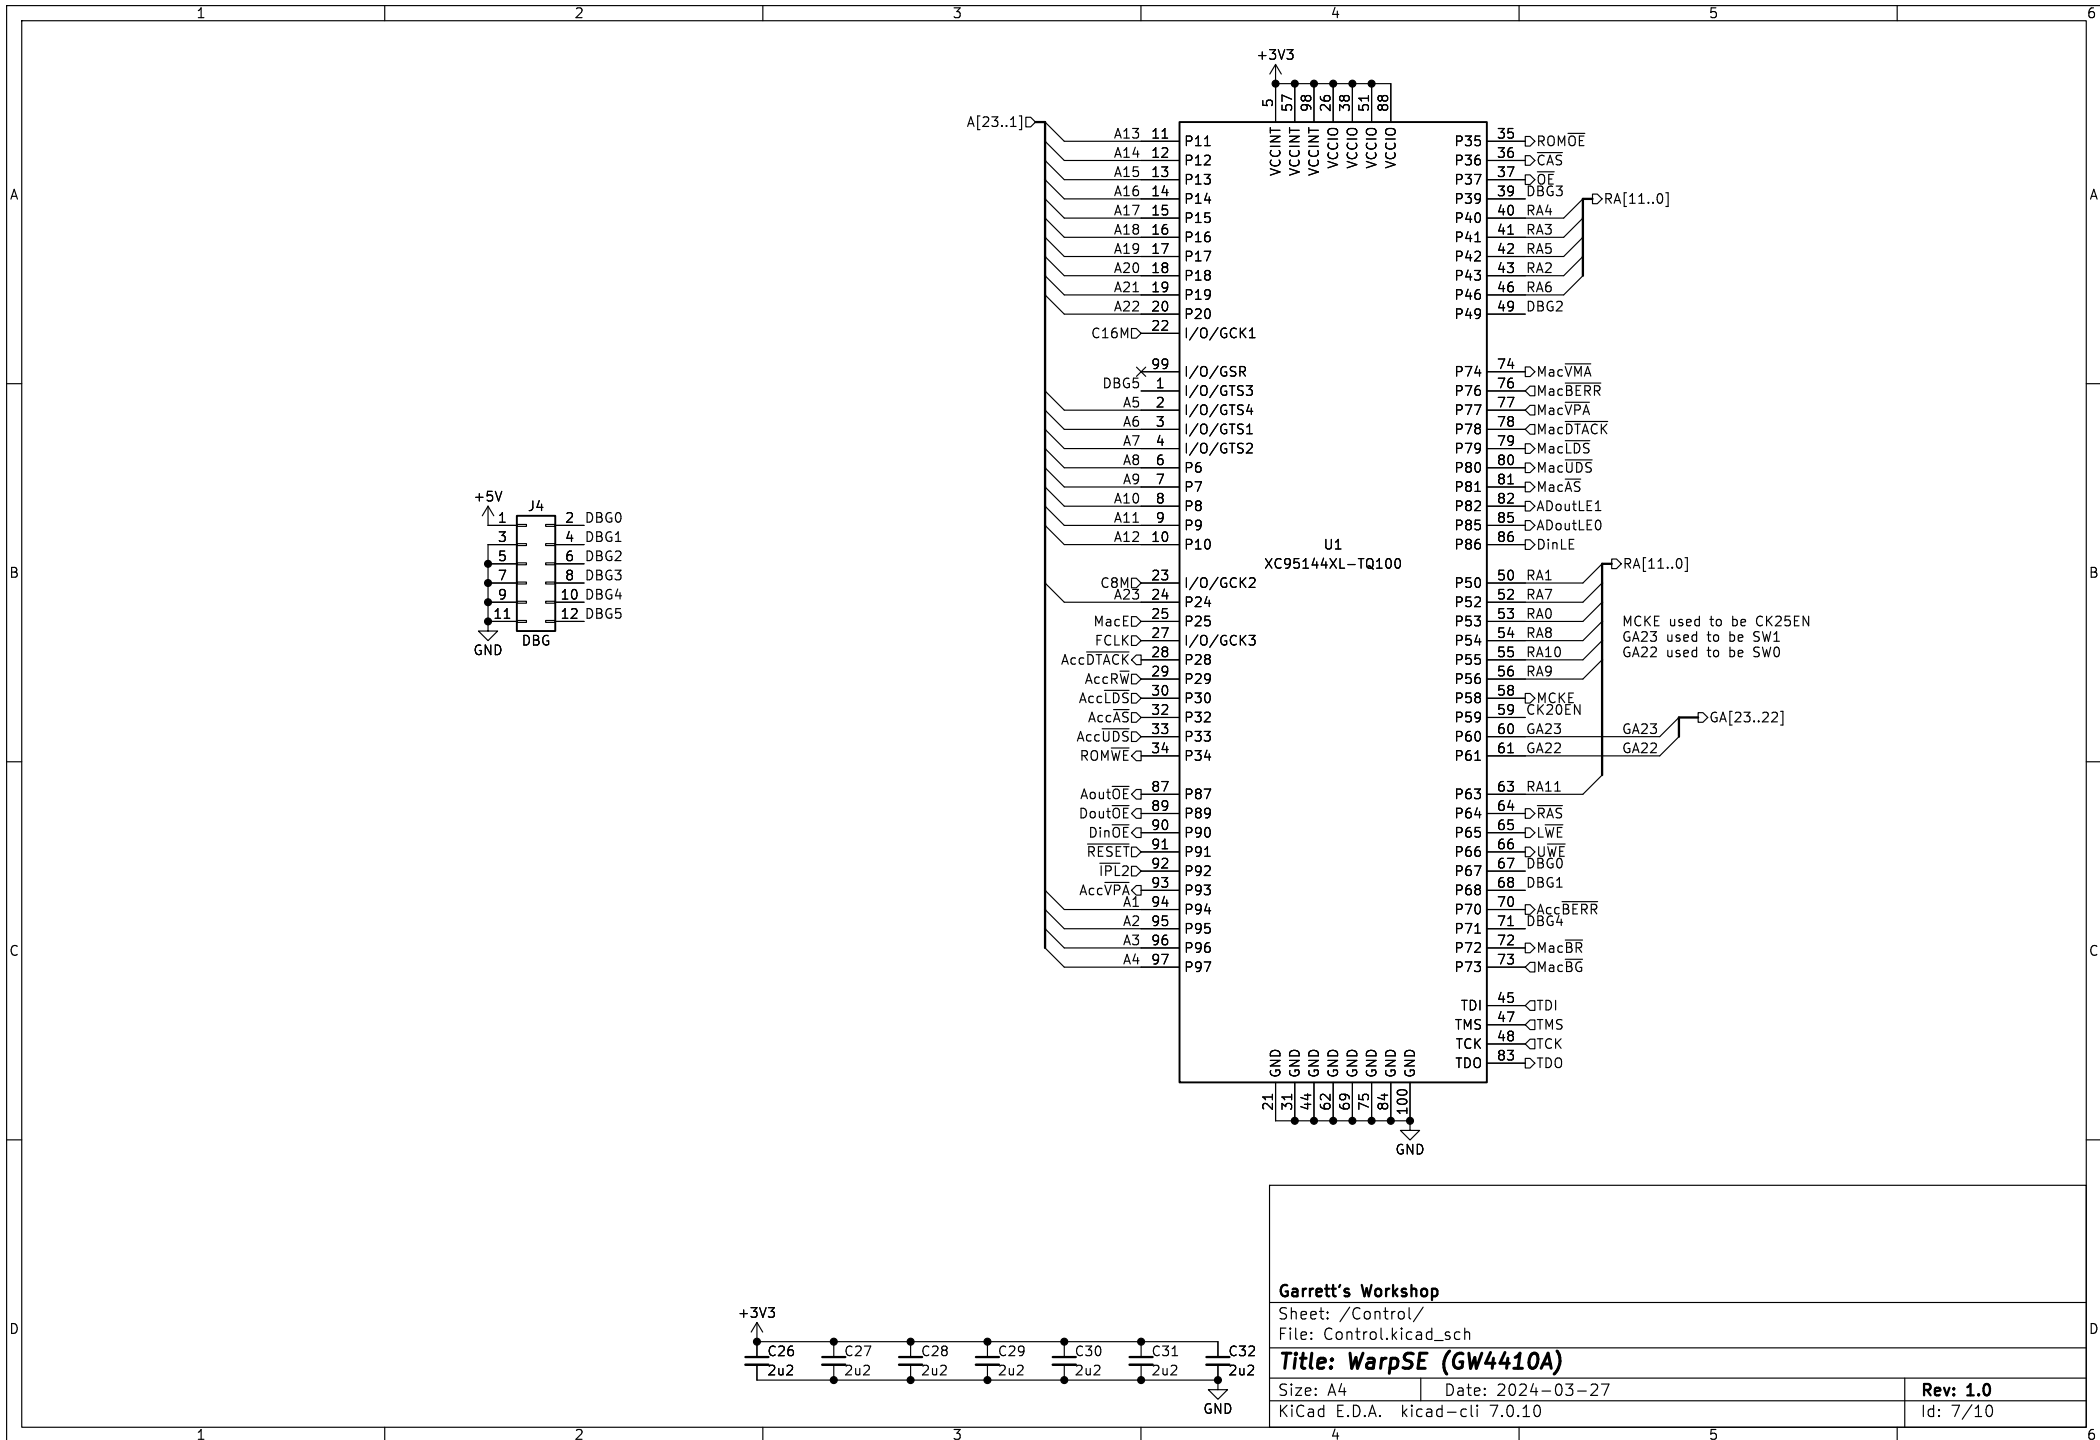 1 2 3 4 5 6
A
B
C
D
+3V3
5 57 98 26 38 51 88
VCCINT VCCINT VCCINT VCCIO VCCIO VCCIO VCCIO
A[23..1]
A13 11 P11
A14 12 P12
A15 13 P13
A16 14 P14
A17 15 P15
A18 16 P16
A19 17 P17
A20 18 P18
A21 19 P19
A22 20 P20
C16M 22 I/O/GCK1
99 I/O/GSR
DBG5 1 I/O/GTS3
A5 2 I/O/GTS4
A6 3 I/O/GTS1
A7 4 I/O/GTS2
A8 6 P6
A9 7 P7
A10 8 P8
A11 9 P9
A12 10 P10
C8M 23 I/O/GCK2
A23 24 P24
MacE 25 P25
FCLK 27 I/O/GCK3
AccDTACK 28 P28
AccRW 29 P29
AccLDS 30 P30
AccAS 32 P32
AccUDS 33 P33
ROMWE 34 P34
AoutOE 87 P87
DoutOE 89 P89
DinOE 90 P90
RESET 91 P91
IPL2 92 P92
AccVPA 93 P93
A1 94 P94
A2 95 P95
A3 96 P96
A4 97 P97
U1
XC95144XL-TQ100
P35 35 ROMOE
P36 36 CAS
P37 37 OE
P39 39 DBG3
P40 40 RA4
P41 41 RA3
P42 42 RA5
P43 43 RA2
P46 46 RA6
P49 49 DBG2
RA[11..0]
P74 74 MacVMA
P76 76 MacBERR
P77 77 MacVPA
P78 78 MacDTACK
P79 79 MacLDS
P80 80 MacUDS
P81 81 MacAS
P82 82 ADoutLE1
P85 85 ADoutLE0
P86 86 DinLE
RA[11..0]
P50 50 RA1
P52 52 RA7
P53 53 RA0
P54 54 RA8
P55 55 RA10
P56 56 RA9
P58 58 MCKE
P59 59 CK20EN
P60 60 GA23 GA23
P61 61 GA22 GA22
GA[23..22]
MCKE used to be CK25EN
GA23 used to be SW1
GA22 used to be SW0
P63 63 RA11
P64 64 RAS
P65 65 LWE
P66 66 UWE
P67 67 DBG0
P68 68 DBG1
P70 70 AccBERR
P71 71 DBG4
P72 72 MacBR
P73 73 MacBG
TDI 45 TDI
TMS 47 TMS
TCK 48 TCK
TDO 83 TDO
GND GND GND GND GND GND GND GND
21 31 44 62 69 75 84 100
GND
+5V
J4
1 2 DBG0
3 4 DBG1
5 6 DBG2
7 8 DBG3
9 10 DBG4
11 12 DBG5
DBG
GND
+3V3
C26 C27 C28 C29 C30 C31 C32
2u2 2u2 2u2 2u2 2u2 2u2 2u2
GND
Garrett's Workshop
Sheet: /Control/
File: Control.kicad_sch
Title: WarpSE (GW4410A)
Size: A4 Date: 2024-03-27 Rev: 1.0
KiCad E.D.A. kicad-cli 7.0.10 Id: 7/10
A
B
C
D
1 2 3 4 5 6